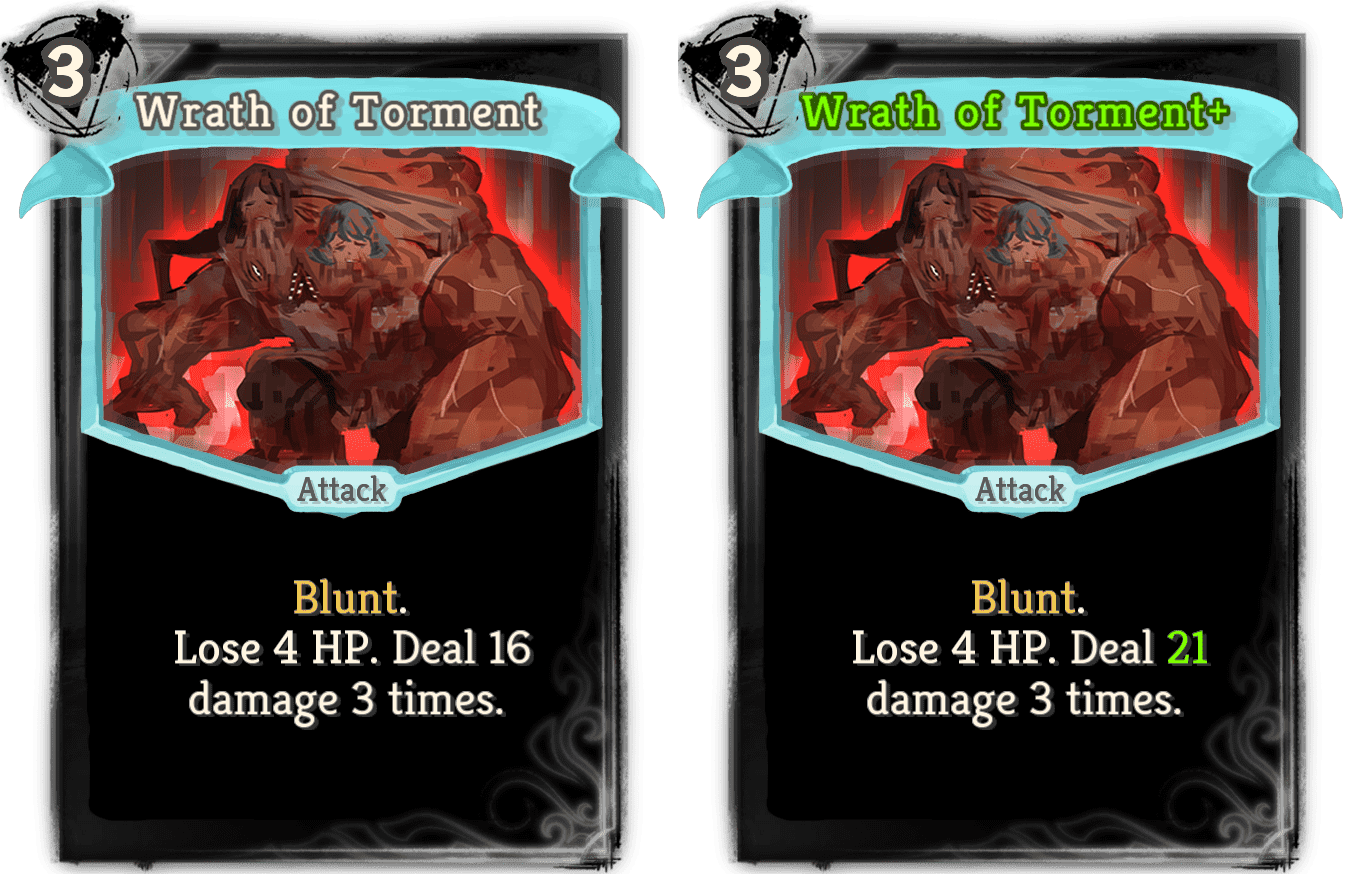 3
Wrath of Torment
Attack
Blunt.
Lose 4 HP. Deal 16
damage 3 times.
3
Wrath of Torment+
Attack
Blunt.
Lose 4 HP. Deal 21
damage 3 times.